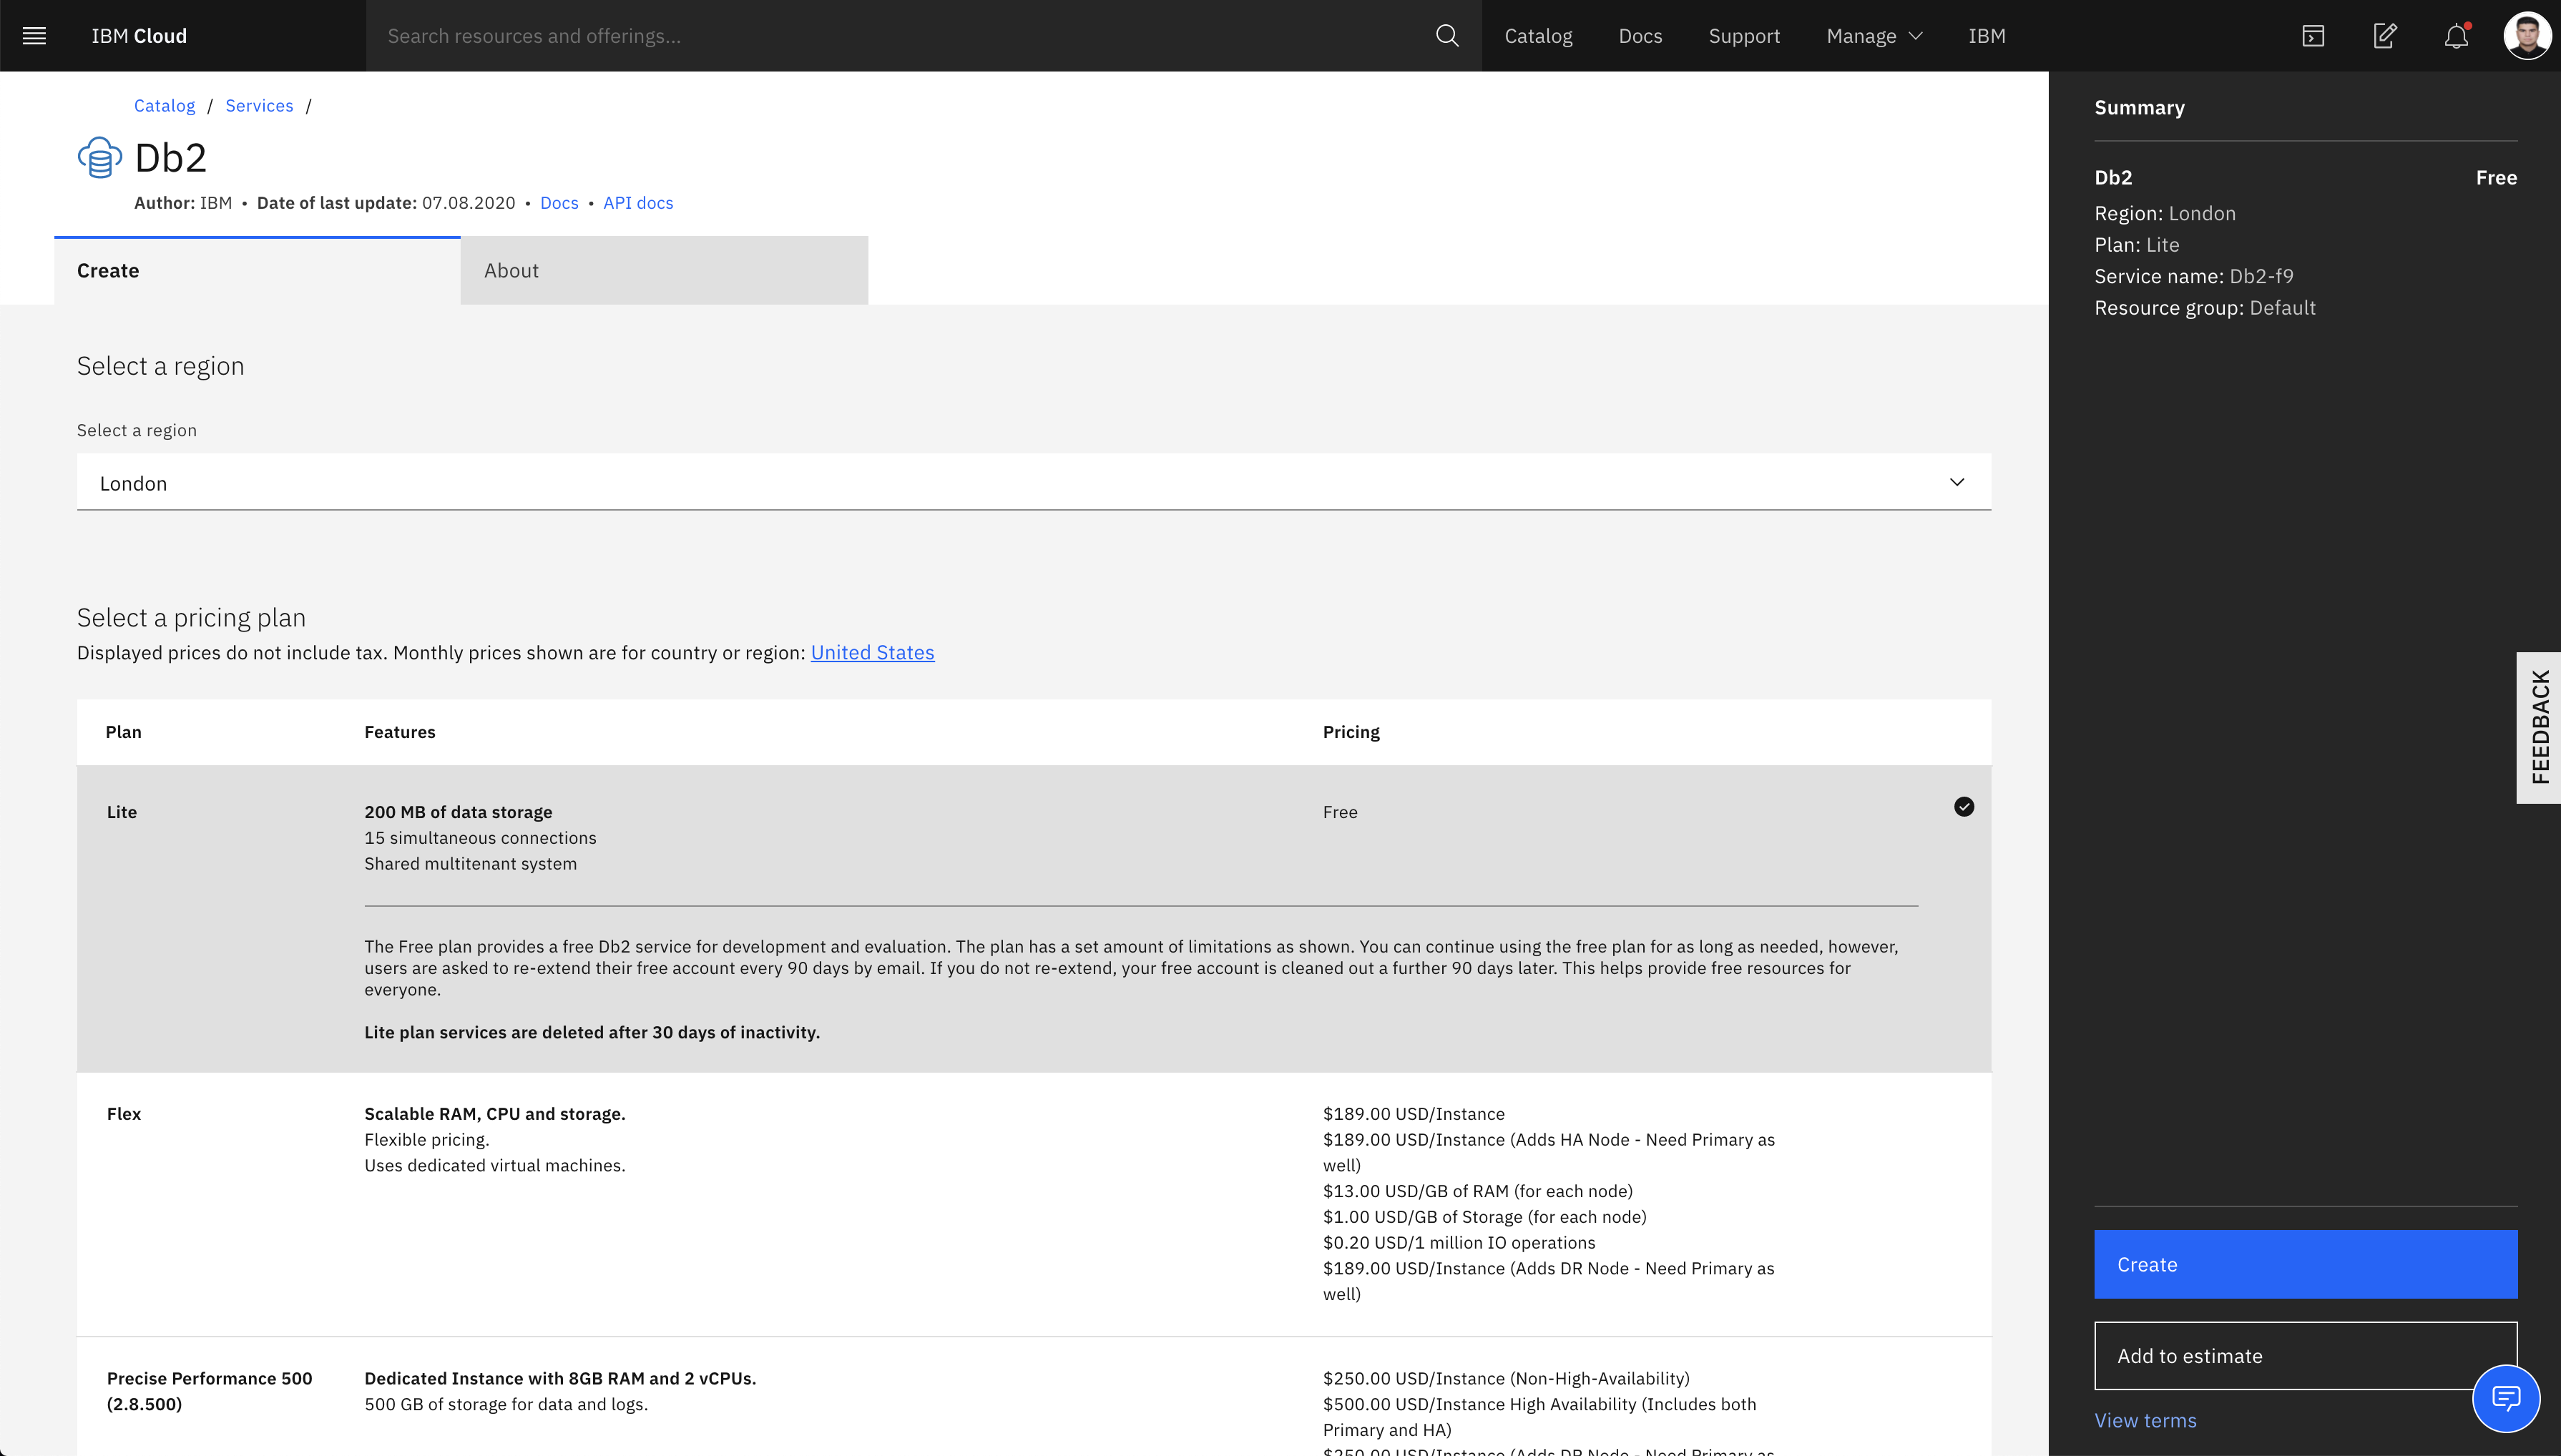 IBM Cloud
Search resources and offerings...
Catalog
Docs
Support
Manage
IBM
Catalog / Services /
Db2
Author: IBM • Date of last update: 07.08.2020 • Docs • API docs
Create
About
Select a region
Select a region
London
Select a pricing plan
Displayed prices do not include tax. Monthly prices shown are for country or region: United States
Plan
Features
Pricing
Lite
200 MB of data storage
15 simultaneous connections
Shared multitenant system
Free
The Free plan provides a free Db2 service for development and evaluation. The plan has a set amount of limitations as shown. You can continue using the free plan for as long as needed, however,
users are asked to re-extend their free account every 90 days by email. If you do not re-extend, your free account is cleaned out a further 90 days later. This helps provide free resources for
everyone.
Lite plan services are deleted after 30 days of inactivity.
Flex
Scalable RAM, CPU and storage.
Flexible pricing.
Uses dedicated virtual machines.
$189.00 USD/Instance
$189.00 USD/Instance (Adds HA Node - Need Primary as
well)
$13.00 USD/GB of RAM (for each node)
$1.00 USD/GB of Storage (for each node)
$0.20 USD/1 million IO operations
$189.00 USD/Instance (Adds DR Node - Need Primary as
well)
Precise Performance 500
(2.8.500)
Dedicated Instance with 8GB RAM and 2 vCPUs.
500 GB of storage for data and logs.
$250.00 USD/Instance (Non-High-Availability)
$500.00 USD/Instance High Availability (Includes both
Primary and HA)
$250.00 USD/Instance (Adds DR Node - Need Primary as
Summary
Db2
Free
Region: London
Plan: Lite
Service name: Db2-f9
Resource group: Default
FEEDBACK
Create
Add to estimate
View terms